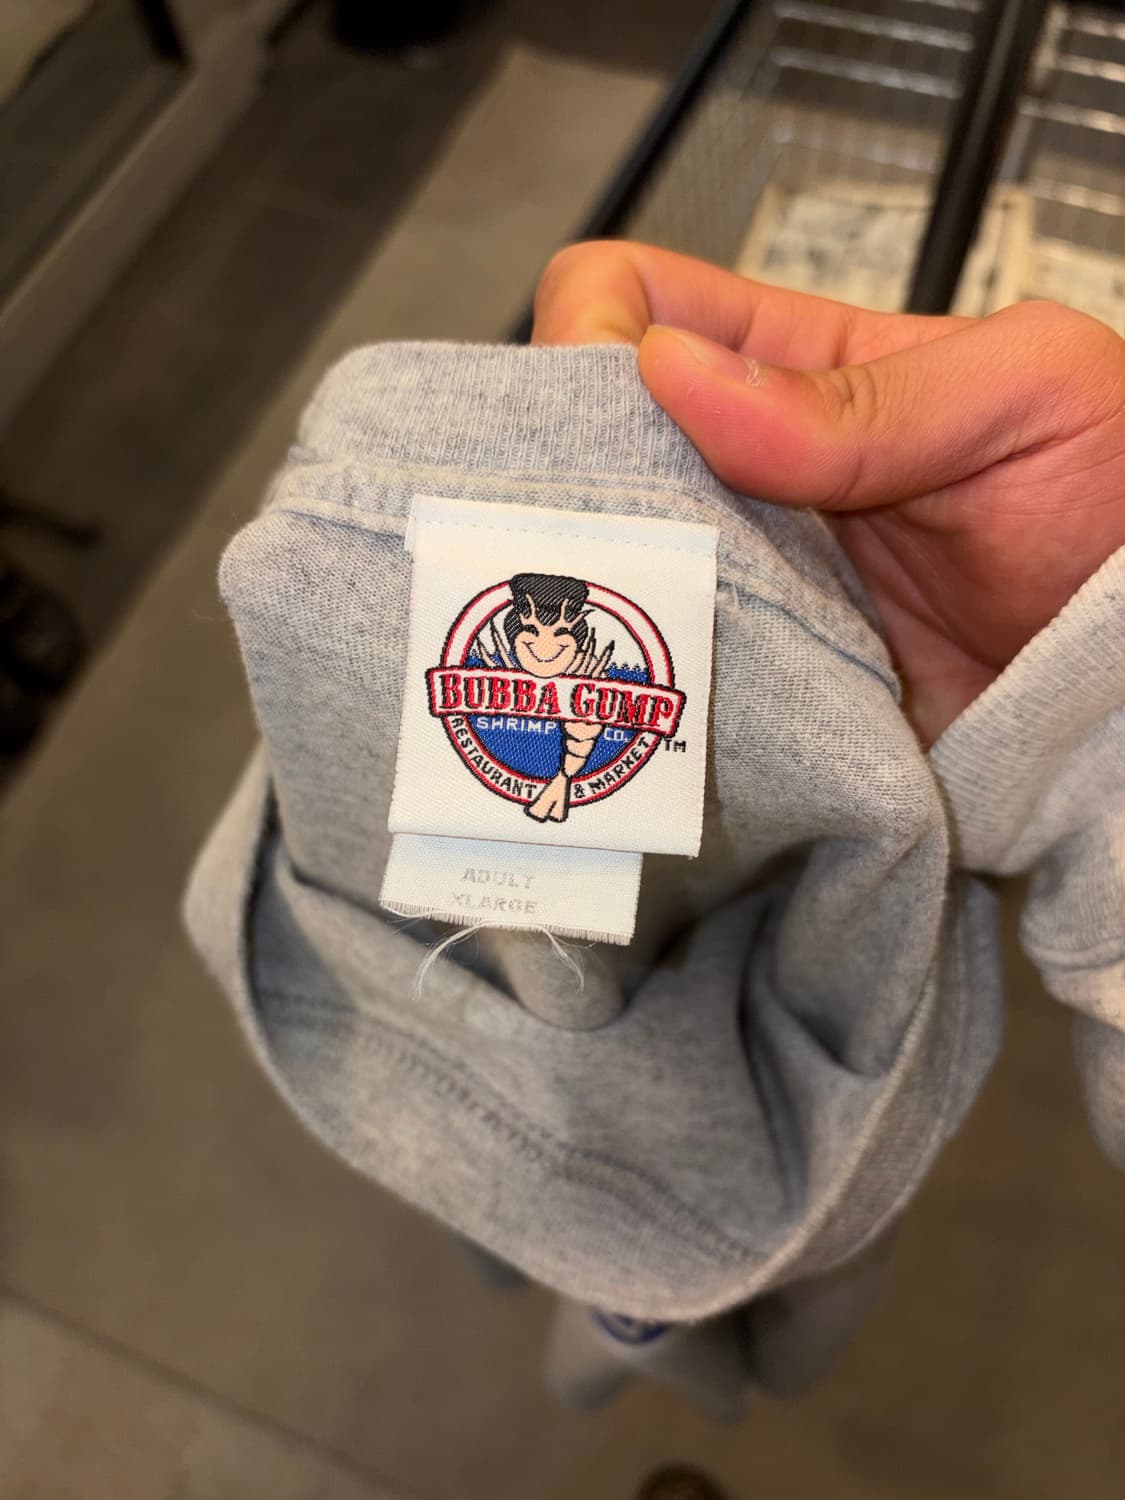 BUBBA GUMP
SHRIMP CO.
RESTAURANT & MARKET
TM
ADULT
XLARGE